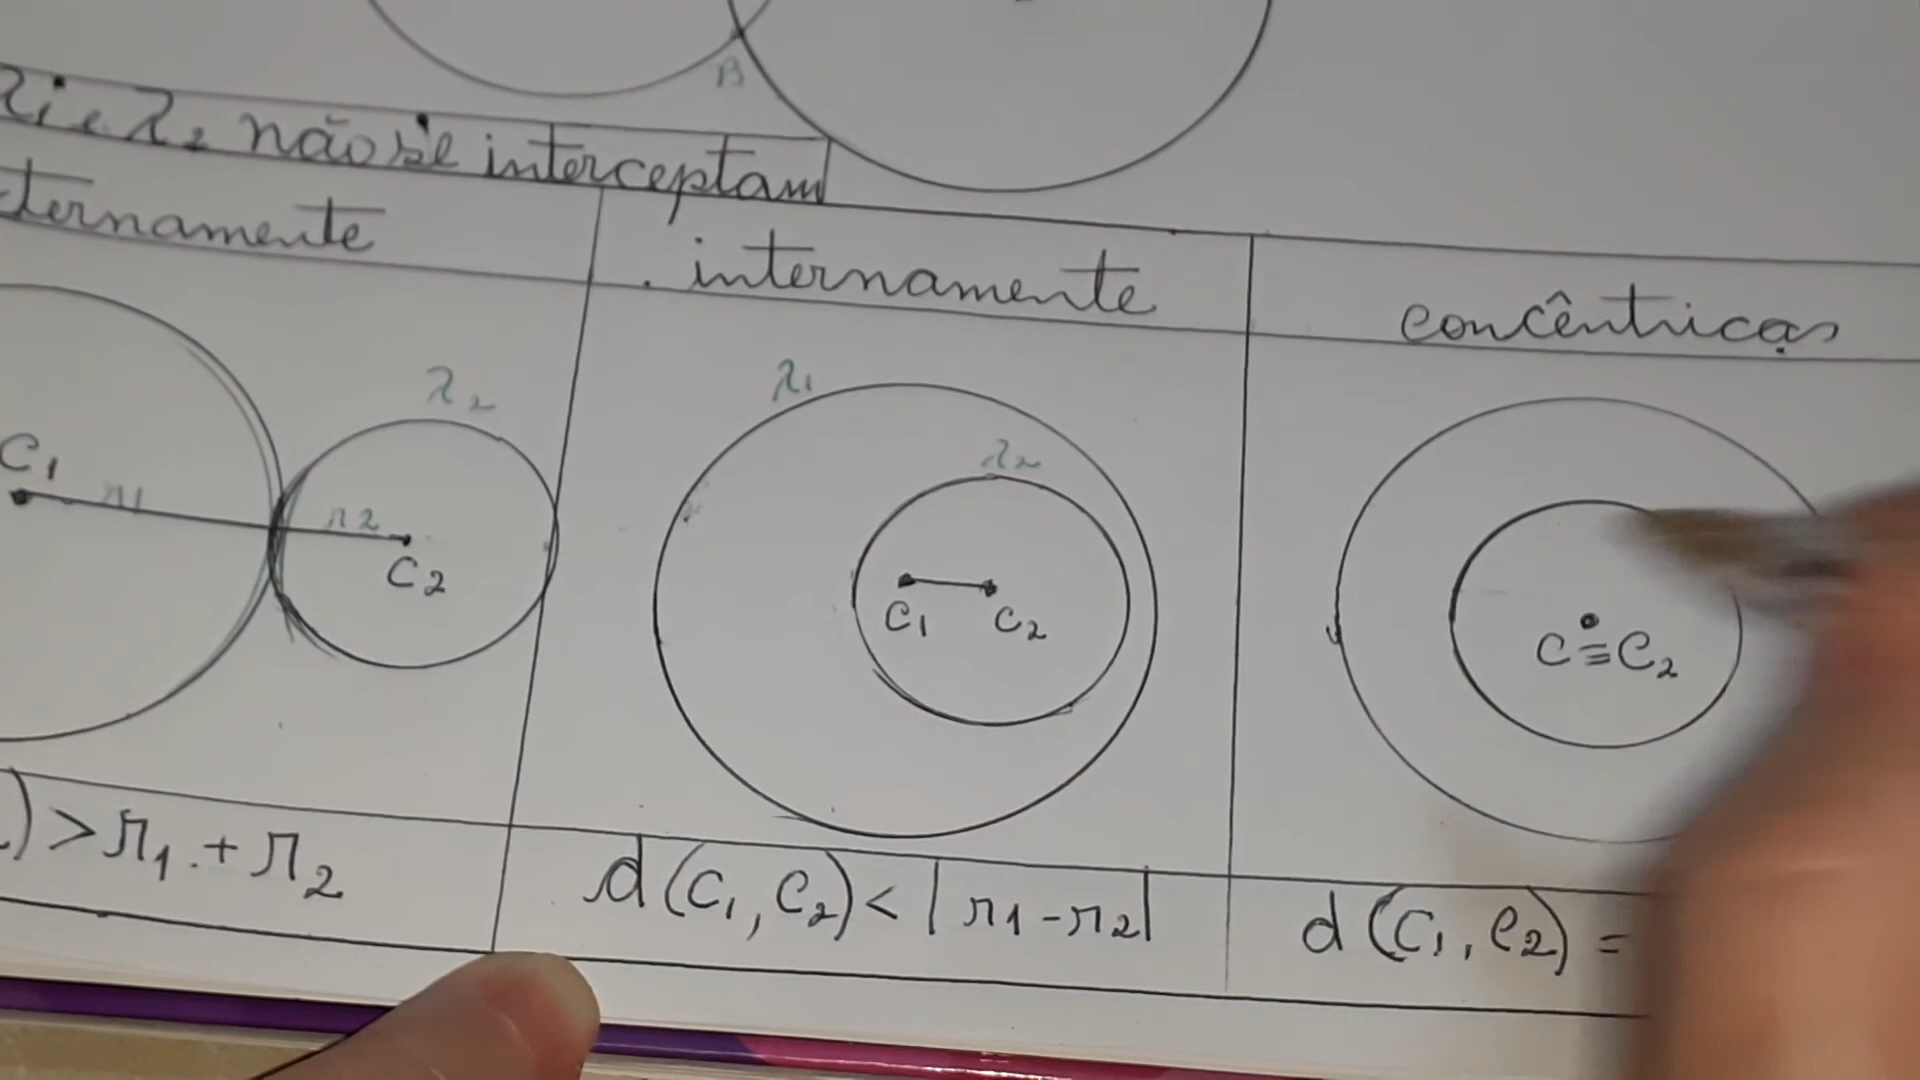 B
λ1 e λ2 não se interceptam
ternamente
internamente
concêntricas
λ2
C1
r1
r2
C2
λ1
λ2
C1
C2
C≡C2
) > r1 + r2
d(C1, C2) < |r1 - r2|
d(C1, C2) =